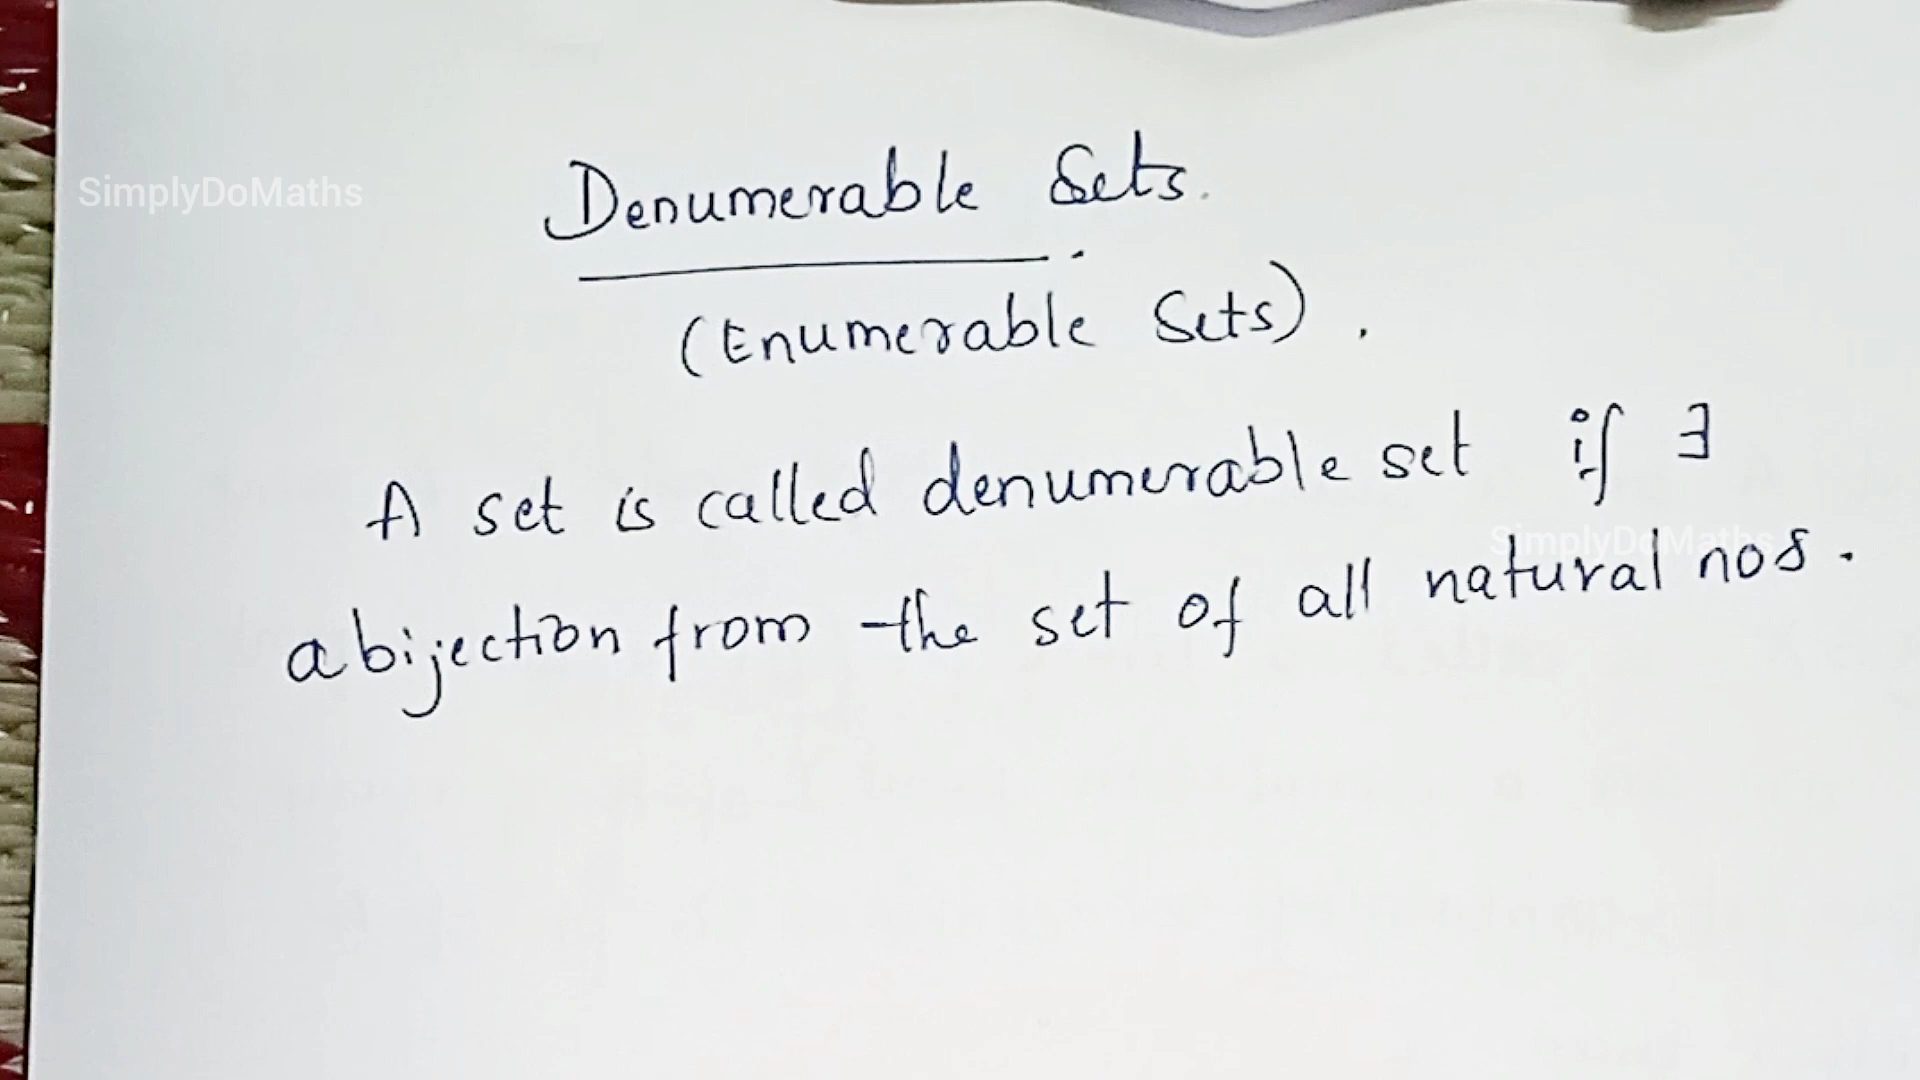 SimplyDoMaths
Denumerable Sets.
(Enumerable Sets).
A set is called denumerable set if ∃
SimplyDoMaths
a bijection from the set of all natural nos.